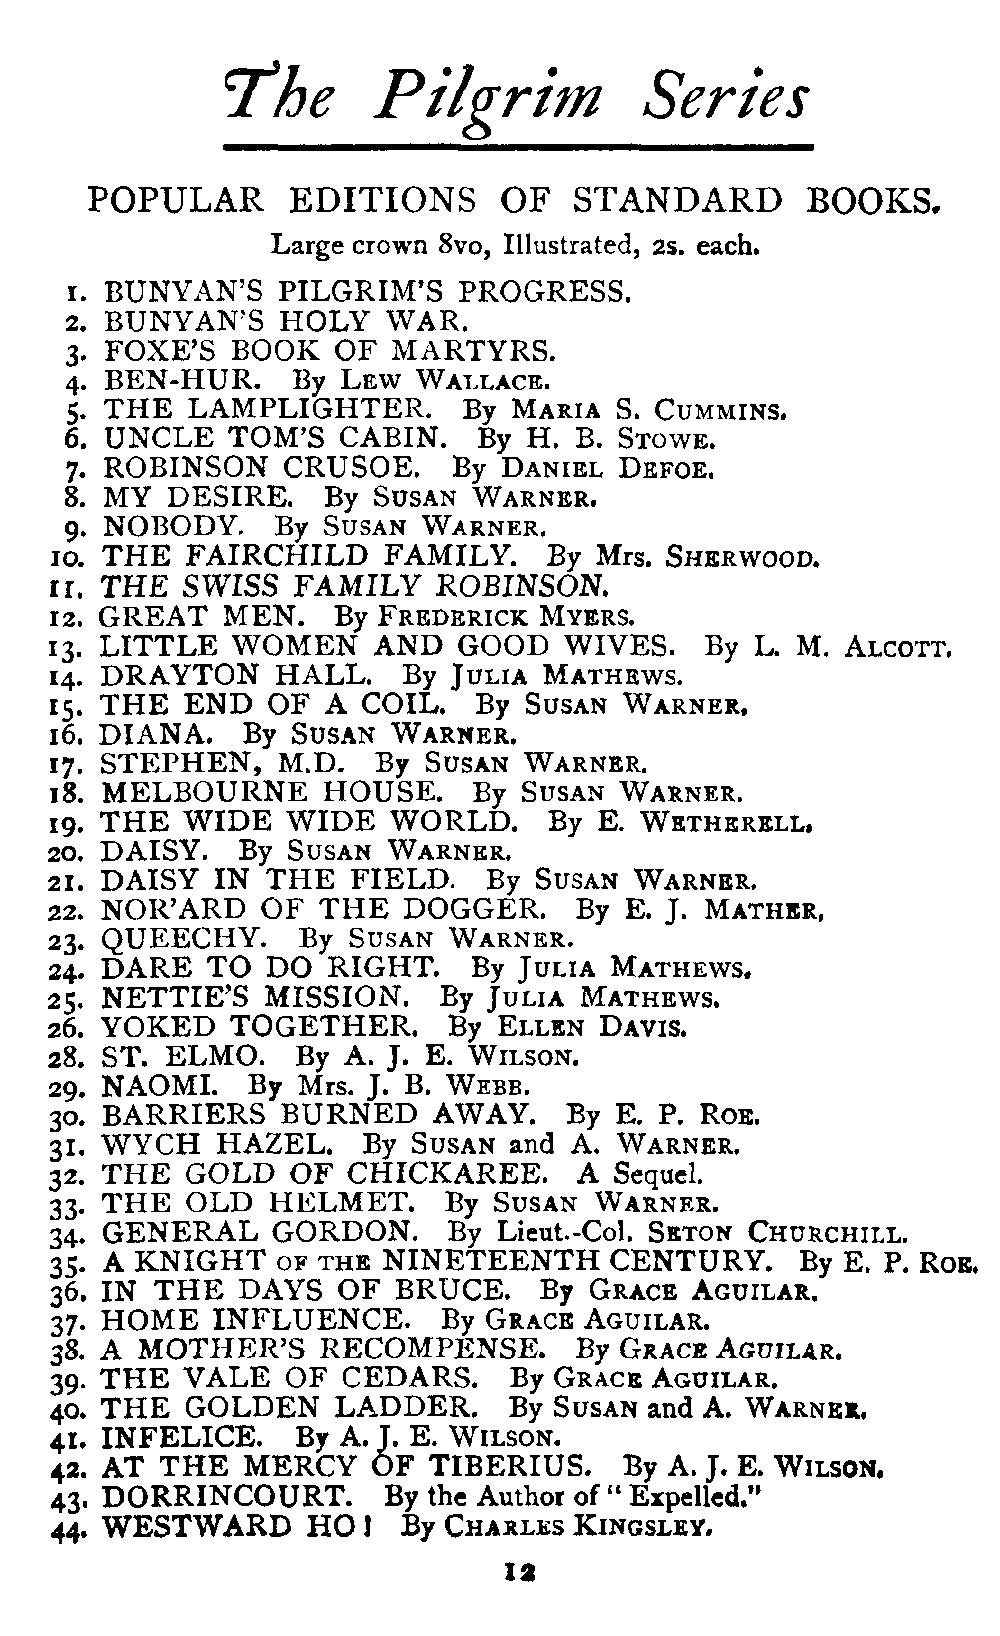 The Pilgrim Series
POPULAR EDITIONS OF STANDARD BOOKS.
Large crown 8vo, Illustrated, 2s. each.
1. BUNYAN'S PILGRIM'S PROGRESS.
2. BUNYAN'S HOLY WAR.
3. FOXE'S BOOK OF MARTYRS.
4. BEN-HUR. By LEW WALLACE.
5. THE LAMPLIGHTER. By MARIA S. CUMMINS.
6. UNCLE TOM'S CABIN. By H. B. STOWE.
7. ROBINSON CRUSOE. By DANIEL DEFOE.
8. MY DESIRE. By SUSAN WARNER.
9. NOBODY. By SUSAN WARNER.
10. THE FAIRCHILD FAMILY. By Mrs. SHERWOOD.
11. THE SWISS FAMILY ROBINSON.
12. GREAT MEN. By FREDERICK MYERS.
13. LITTLE WOMEN AND GOOD WIVES. By L. M. ALCOTT.
14. DRAYTON HALL. By JULIA MATHEWS.
15. THE END OF A COIL. By SUSAN WARNER.
16. DIANA. By SUSAN WARNER.
17. STEPHEN, M.D. By SUSAN WARNER.
18. MELBOURNE HOUSE. By SUSAN WARNER.
19. THE WIDE WIDE WORLD. By E. WETHERELL.
20. DAISY. By SUSAN WARNER.
21. DAISY IN THE FIELD. By SUSAN WARNER.
22. NOR'ARD OF THE DOGGER. By E. J. MATHER.
23. QUEECHY. By SUSAN WARNER.
24. DARE TO DO RIGHT. By JULIA MATHEWS.
25. NETTIE'S MISSION. By JULIA MATHEWS.
26. YOKED TOGETHER. By ELLEN DAVIS.
28. ST. ELMO. By A. J. E. WILSON.
29. NAOMI. By Mrs. J. B. WEBB.
30. BARRIERS BURNED AWAY. By E. P. ROE.
31. WYCH HAZEL. By SUSAN and A. WARNER.
32. THE GOLD OF CHICKAREE. A Sequel.
33. THE OLD HELMET. By SUSAN WARNER.
34. GENERAL GORDON. By Lieut.-Col. SETON CHURCHILL.
35. A KNIGHT OF THE NINETEENTH CENTURY. By E. P. ROE.
36. IN THE DAYS OF BRUCE. By GRACE AGUILAR.
37. HOME INFLUENCE. By GRACE AGUILAR.
38. A MOTHER'S RECOMPENSE. By GRACE AGUILAR.
39. THE VALE OF CEDARS. By GRACE AGUILAR.
40. THE GOLDEN LADDER. By SUSAN and A. WARNER.
41. INFELICE. By A. J. E. WILSON.
42. AT THE MERCY OF TIBERIUS. By A. J. E. WILSON.
43. DORRINCOURT. By the Author of "Expelled."
44. WESTWARD HO! By CHARLES KINGSLEY.
12